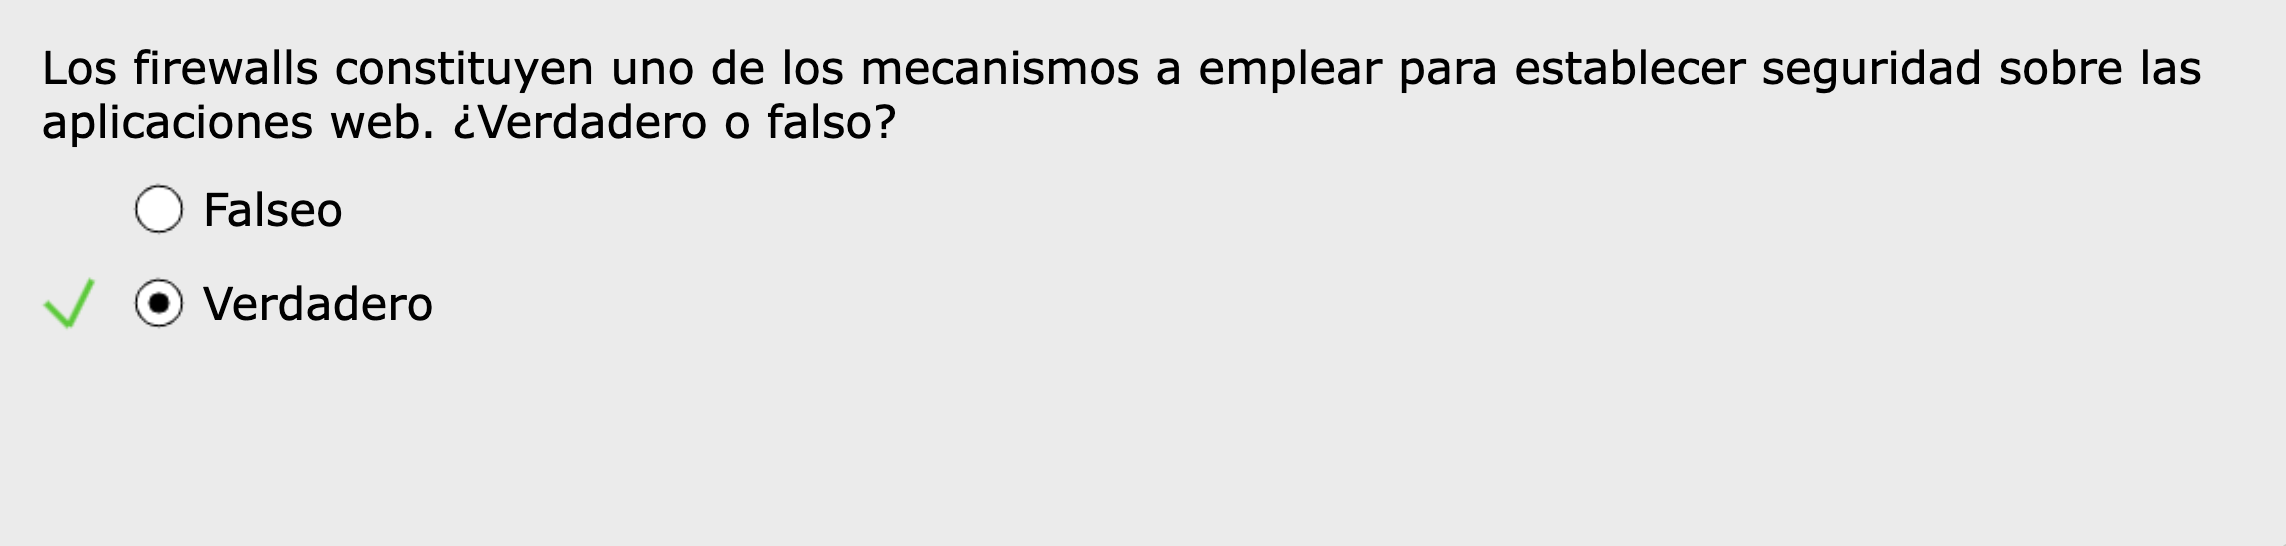 Los firewalls constituyen uno de los mecanismos a emplear para establecer seguridad sobre las
aplicaciones web. ¿Verdadero o falso?
Falseo
Verdadero